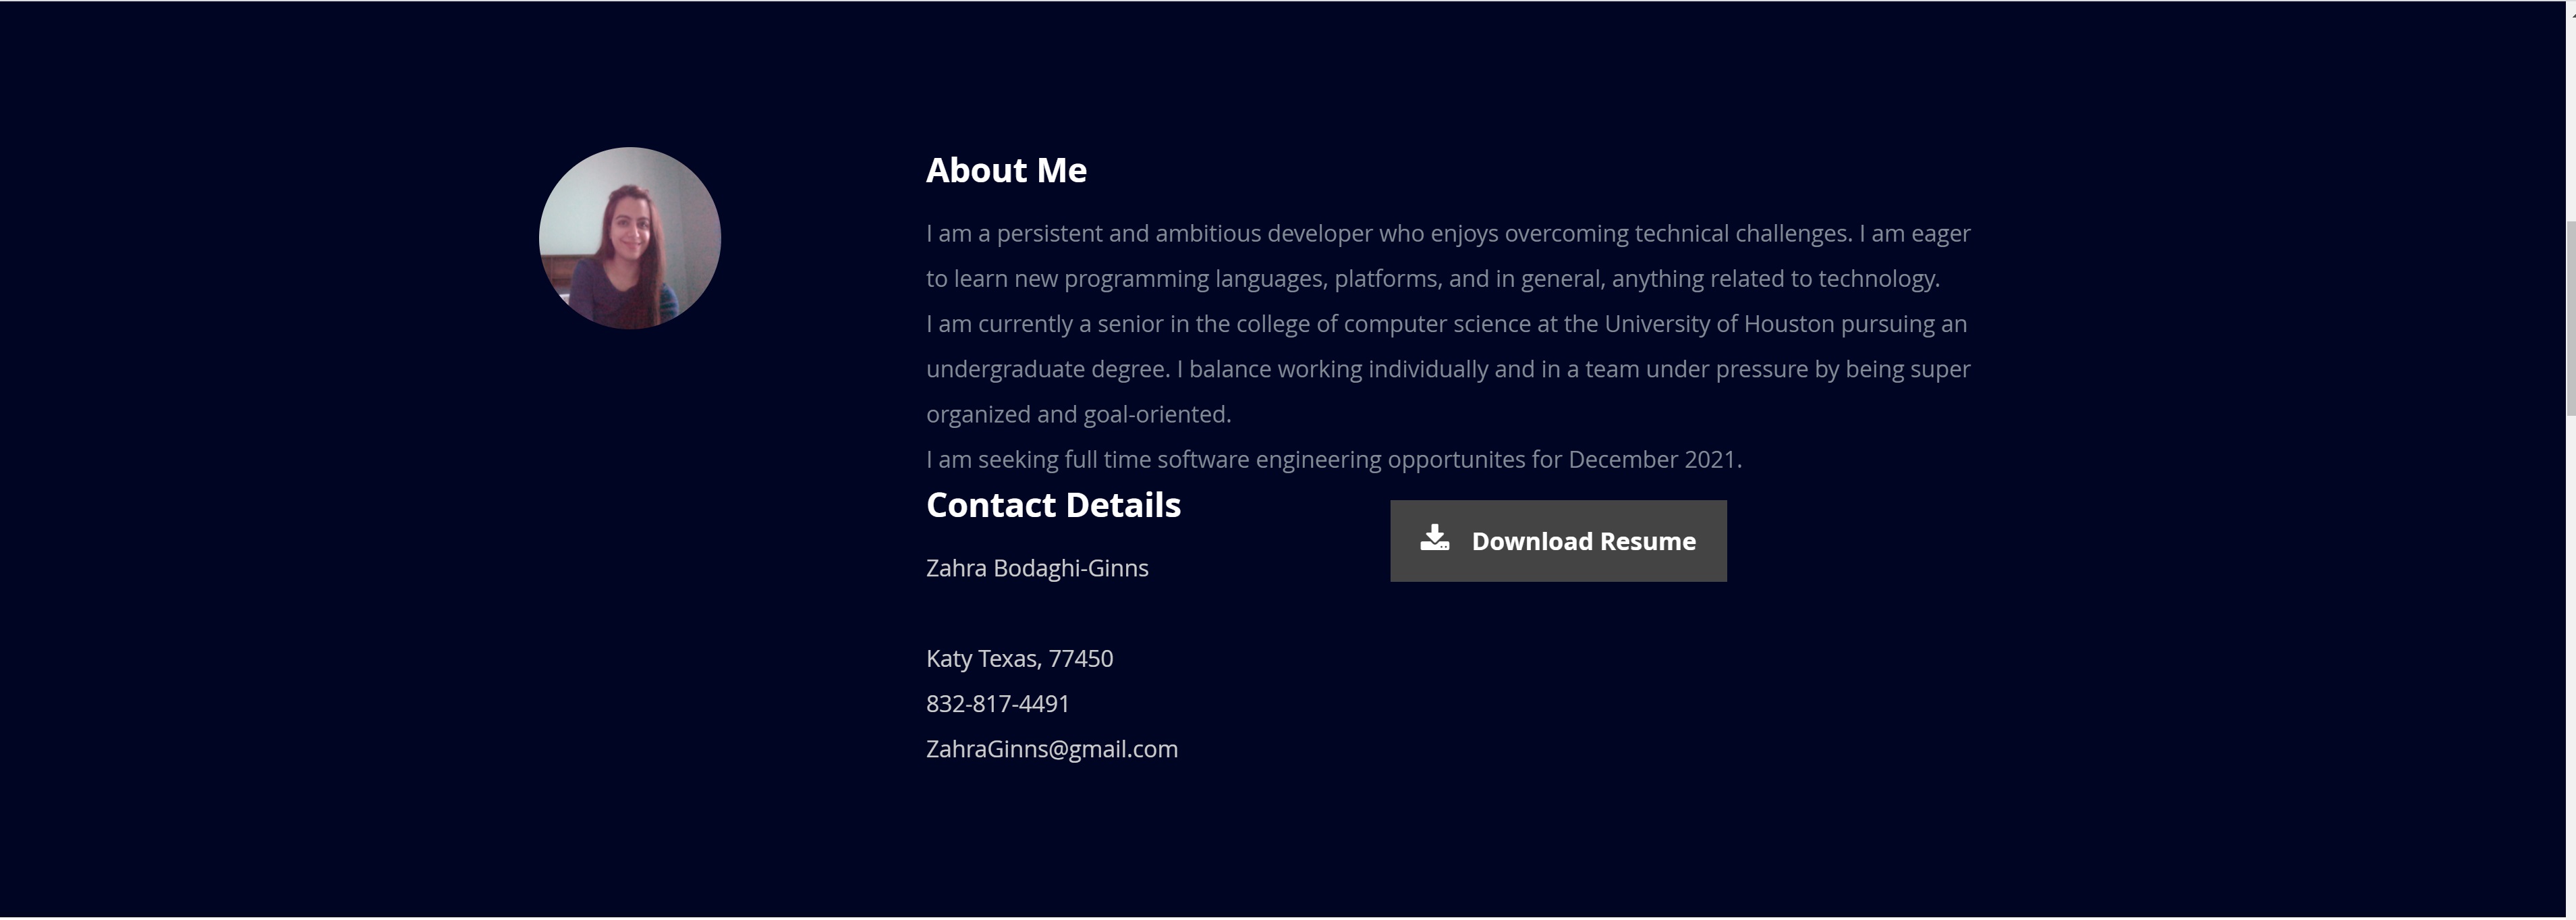 About Me
I am a persistent and ambitious developer who enjoys overcoming technical challenges. I am eager
to learn new programming languages, platforms, and in general, anything related to technology.
I am currently a senior in the college of computer science at the University of Houston pursuing an
undergraduate degree. I balance working individually and in a team under pressure by being super
organized and goal-oriented.
I am seeking full time software engineering opportunites for December 2021.
Contact Details
Download Resume
Zahra Bodaghi-Ginns
Katy Texas, 77450
832-817-4491
ZahraGinns@gmail.com